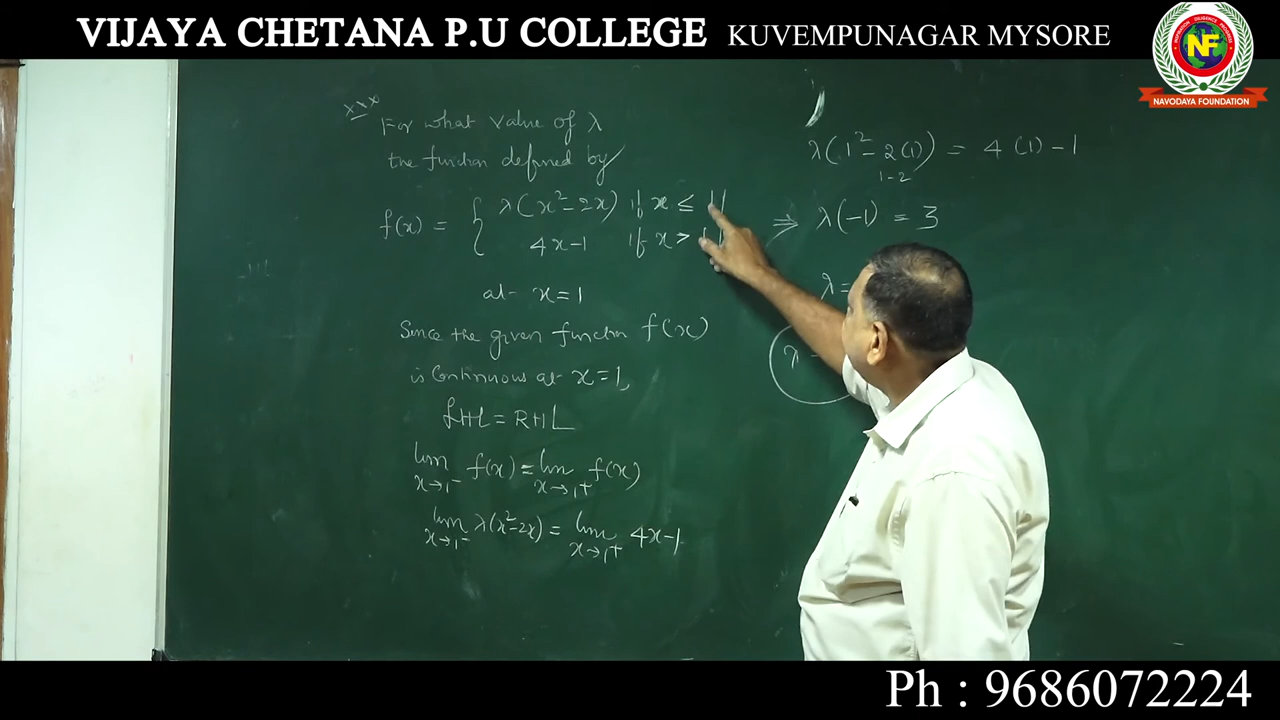 VIJAYA CHETANA P.U COLLEGE KUVEMPUNAGAR MYSORE
NF
NAVODAYA FOUNDATION
xxx For what value of λ
the function defined by
f(x) = { λ(x²-2x) if x ≤ 1
4x-1 if x > 1
at x=1
Since the given function f(x)
is continuous at x=1,
LHL = RHL
lim x→1⁻ f(x) = lim x→1⁺ f(x)
lim x→1⁻ λ(x²-2x) = lim x→1⁺ 4x-1
λ(1²-2(1)) = 4(1)-1
1-2
⇒ λ(-1) = 3
λ=
λ
Ph : 9686072224